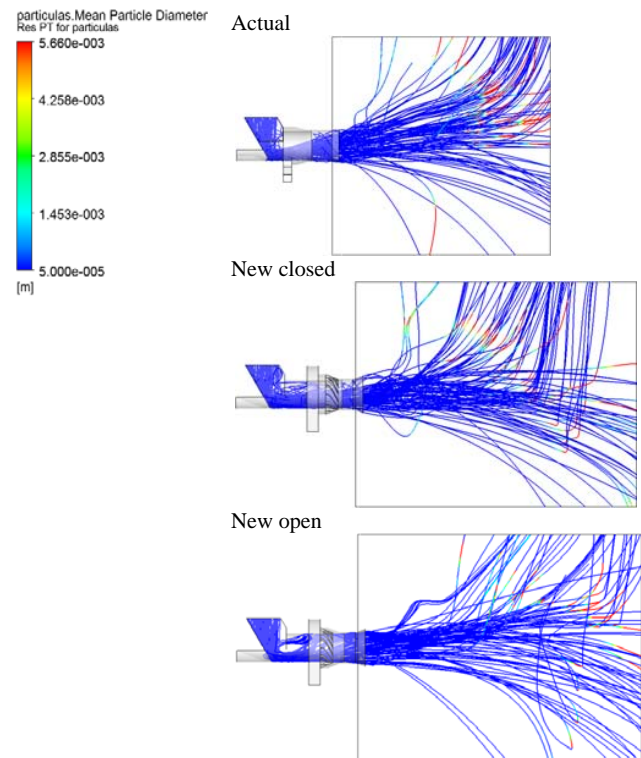 particulas.Mean Particle Diameter
Res PT for particulas
5.660e-003
4.258e-003
2.855e-003
1.453e-003
5.000e-005
[m]
Actual
New closed
New open